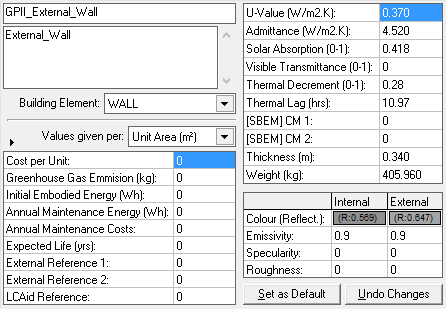 GPII_External_Wall
External_Wall
Building Element: WALL
Values given per: Unit Area (m²)
Cost per Unit: 0
Greenhouse Gas Emmision (kg): 0
Initial Embodied Energy (Wh): 0
Annual Maintenance Energy (Wh): 0
Annual Maintenance Costs: 0
Expected Life (yrs): 0
External Reference 1: 0
External Reference 2: 0
LCAid Reference: 0
U-Value (W/m2.K): 0.370
Admittance (W/m2.K): 4.520
Solar Absorption (0-1): 0.418
Visible Transmittance (0-1): 0
Thermal Decrement (0-1): 0.28
Thermal Lag (hrs): 10.97
[SBEM] CM 1: 0
[SBEM] CM 2: 0
Thickness (m): 0.340
Weight (kg): 405.960
Internal External
Colour (Reflect.): (R:0.569) (R:0.647)
Emissivity: 0.9 0.9
Specularity: 0 0
Roughness: 0 0
Set as Default Undo Changes